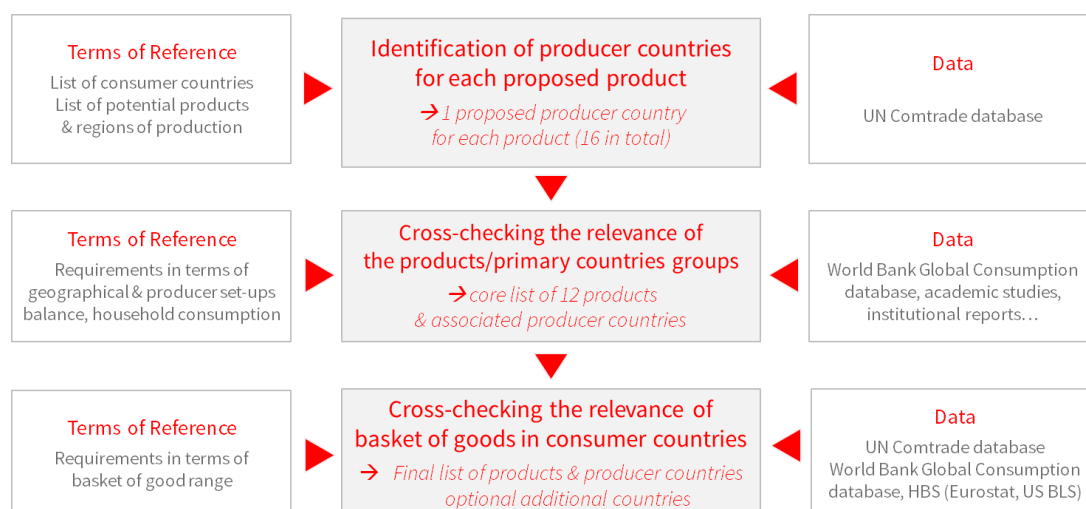 Terms of Reference
List of consumer countries
List of potential products
& regions of production
Identification of producer countries
for each proposed product
→ 1 proposed producer country
for each product (16 in total)
Data
UN Comtrade database
Terms of Reference
Requirements in terms of
geographical & producer set-ups
balance, household consumption
Cross-checking the relevance of
the products/primary countries groups
→ core list of 12 products
& associated producer countries
Data
World Bank Global Consumption
database, academic studies,
institutional reports…
Terms of Reference
Requirements in terms of
basket of good range
Cross-checking the relevance of
basket of goods in consumer countries
→ Final list of products & producer countries
optional additional countries
Data
UN Comtrade database
World Bank Global Consumption
database, HBS (Eurostat, US BLS)